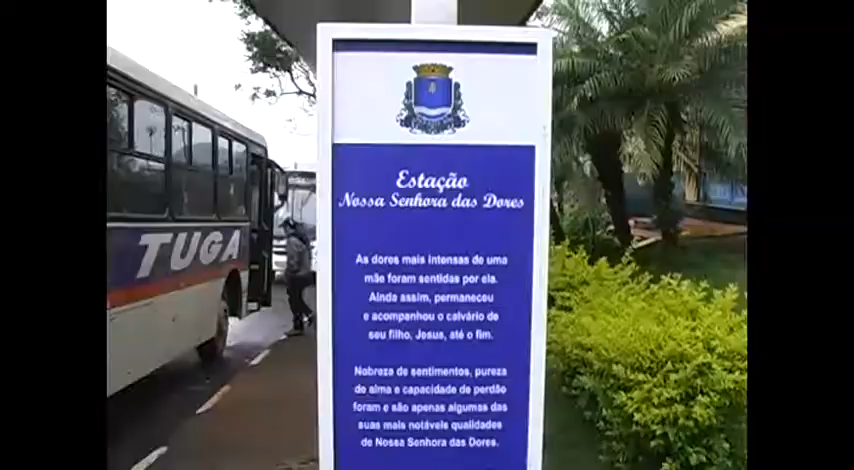 TUGA
Estação
Nossa Senhora das Dores
As dores mais intensas de uma
mãe foram sentidas por ela.
Ainda assim, permaneceu
e acompanhou o calvário de
seu filho, Jesus, até o fim.
Nobreza de sentimentos, pureza
de alma e capacidade de perdão
foram e são apenas algumas das
suas mais notáveis qualidades
de Nossa Senhora das Dores.